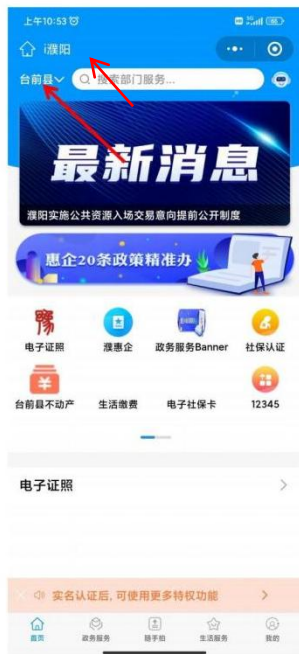 上午10:53
i濮阳
台前县
搜索部门服务...
最新消息
濮阳实施公共资源入场交易意向提前公开制度
惠企20条政策精准办
电子证照
濮惠企
政务服务Banner
社保认证
台前县不动产
生活缴费
电子社保卡
12345
电子证照
实名认证后,可使用更多特权功能
首页
政务服务
随手拍
生活服务
我的